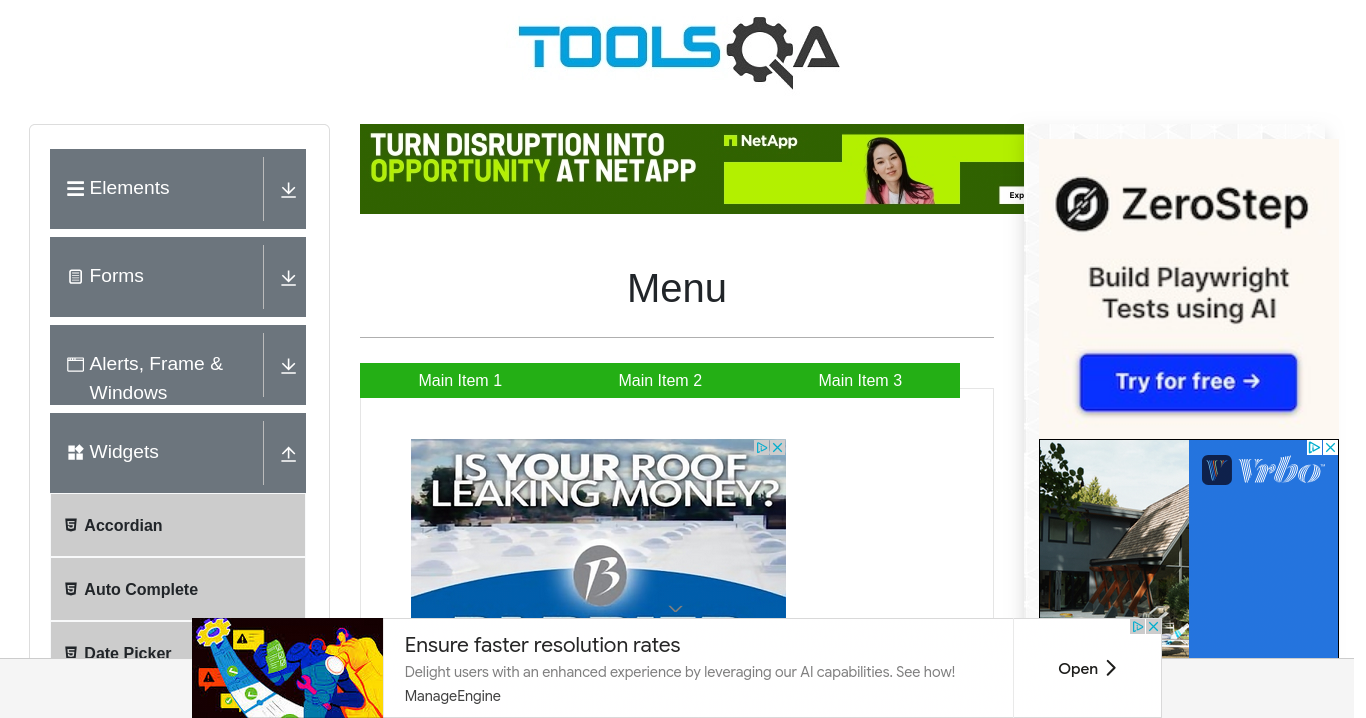 TOOLSQA
Elements
Forms
Alerts, Frame &
Windows
Widgets
Accordian
Auto Complete
Date Picker
TURN DISRUPTION INTO
OPPORTUNITY AT NETAPP
NetApp
Exp
Menu
Main Item 1
Main Item 2
Main Item 3
IS YOUR ROOF
LEAKING MONEY?
B
ZeroStep
Build Playwright
Tests using AI
Try for free →
V Vrbo
Ensure faster resolution rates
Delight users with an enhanced experience by leveraging our AI capabilities. See how!
ManageEngine
Open